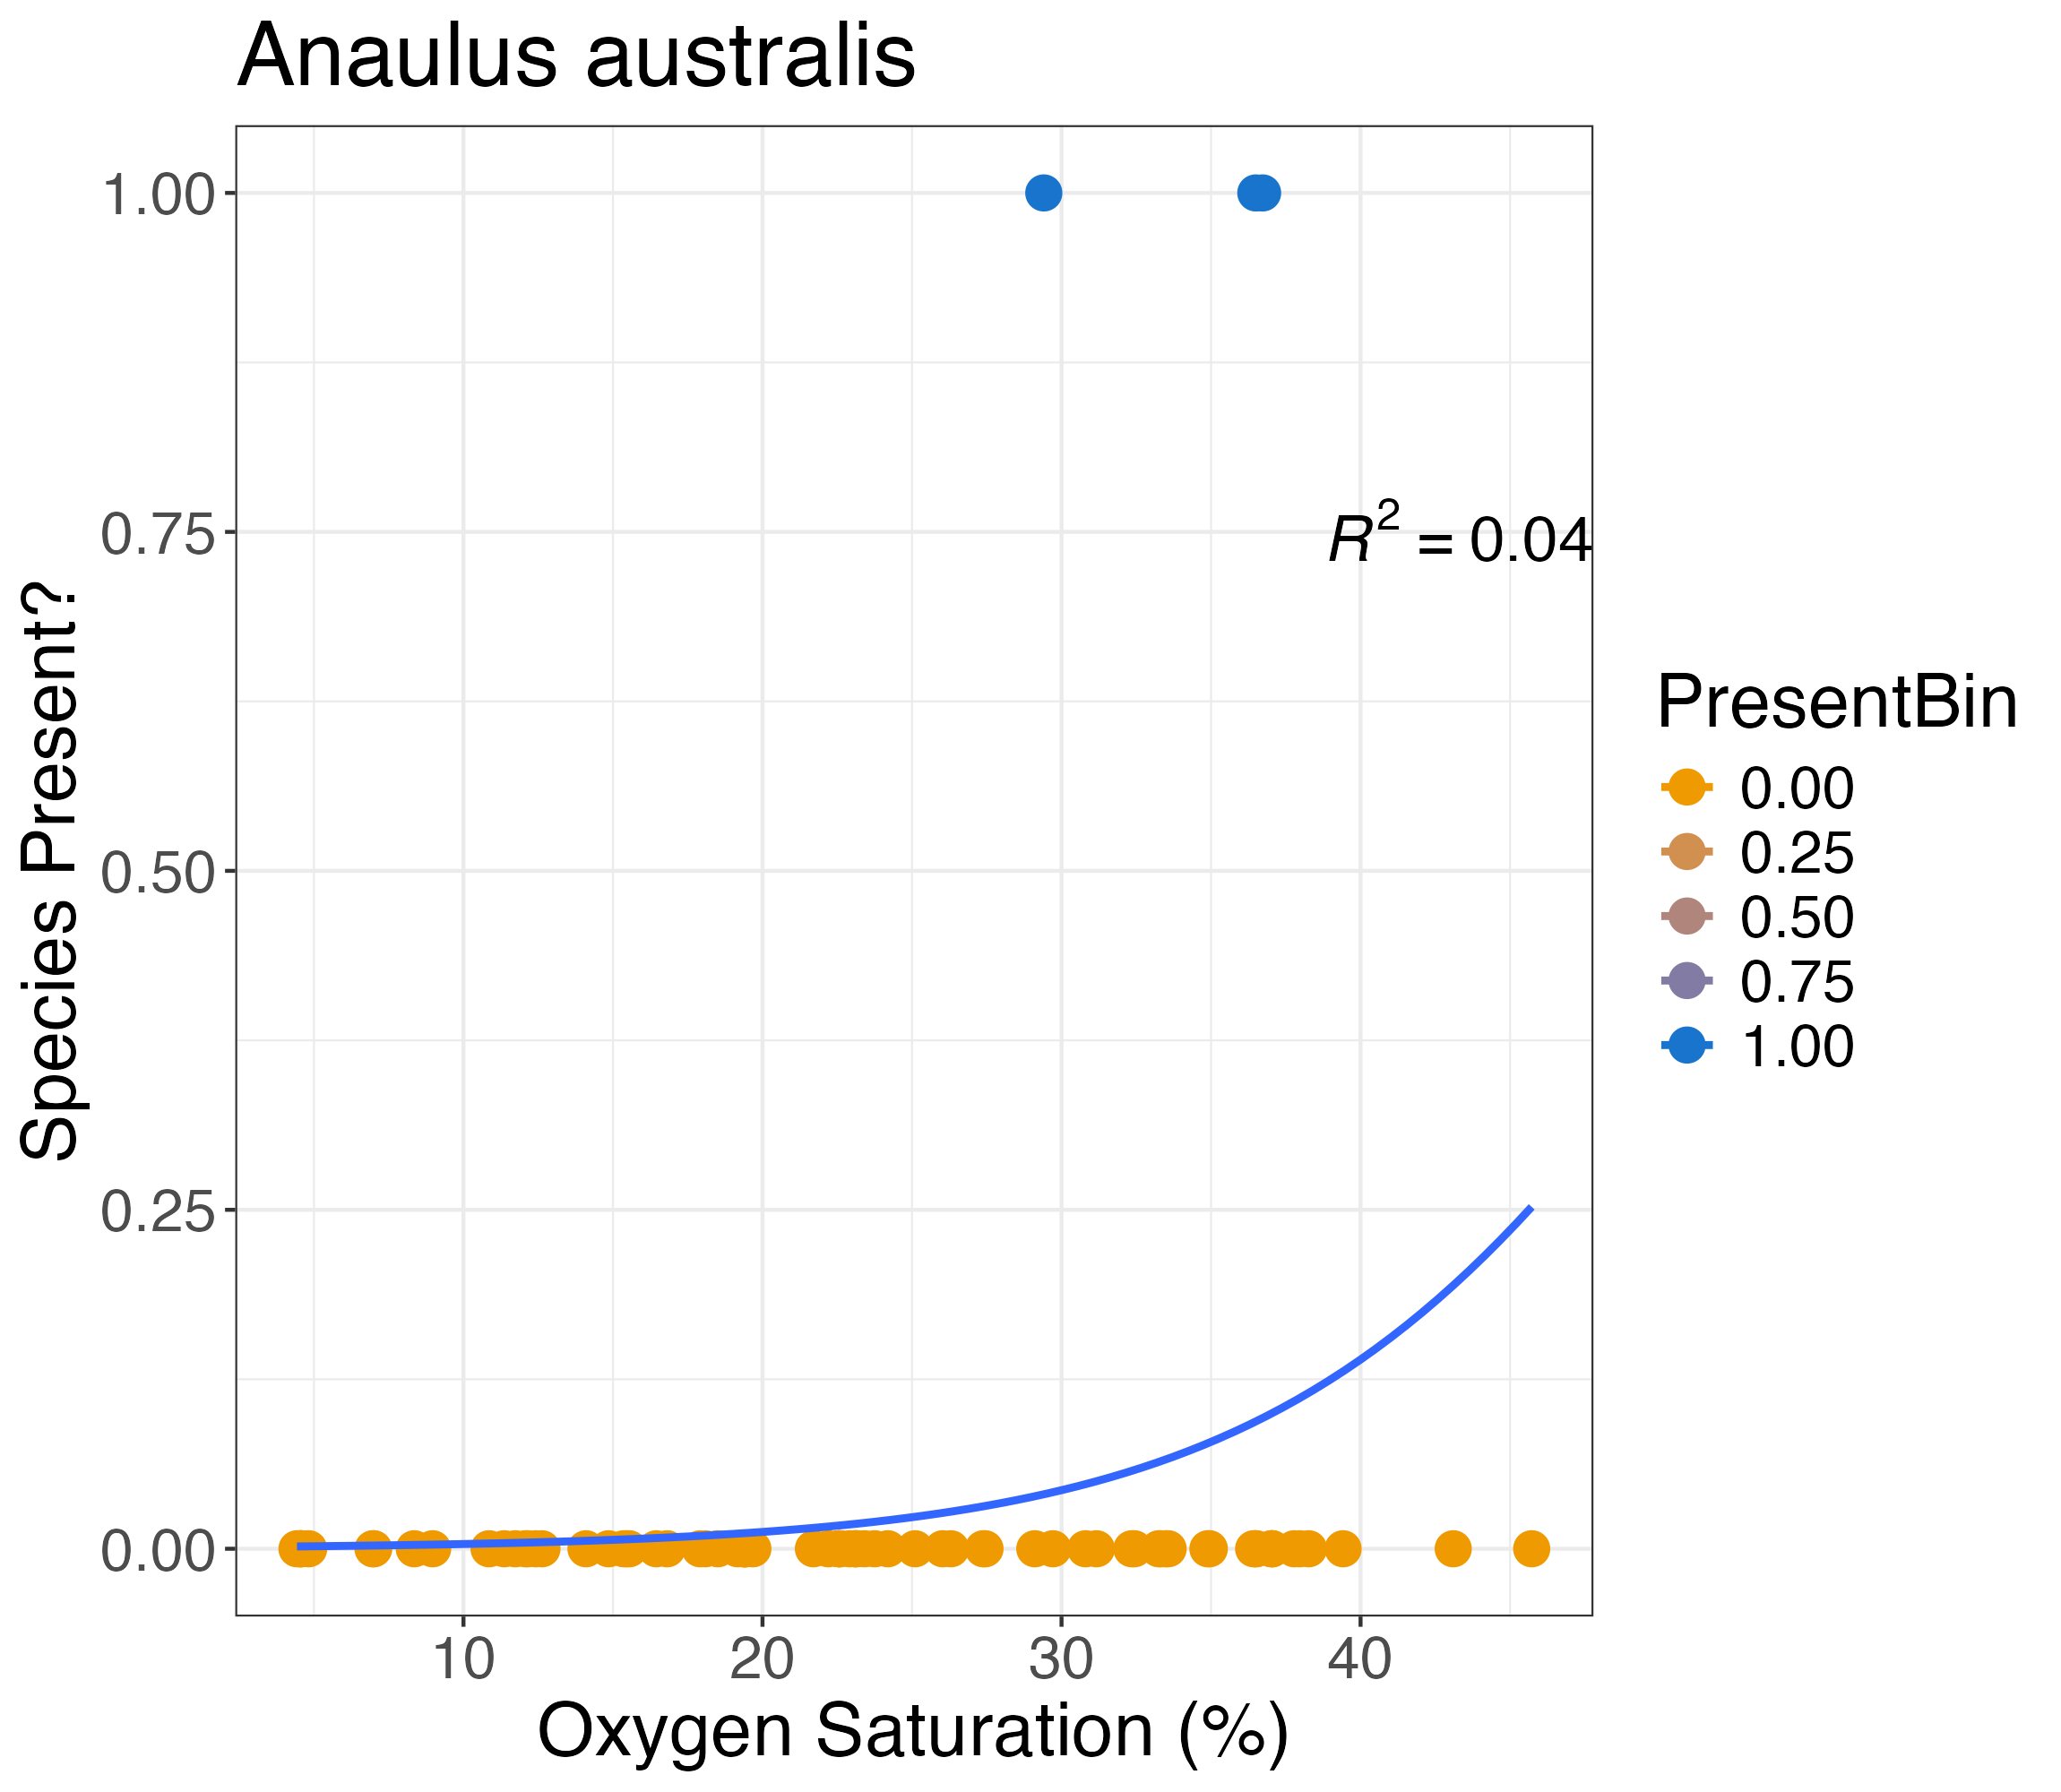 Anaulus australis
1.00
0.75
0.50
0.25
0.00
Species Present?
R² = 0.04
10 20 30 40
Oxygen Saturation (%)
PresentBin
0.00
0.25
0.50
0.75
1.00